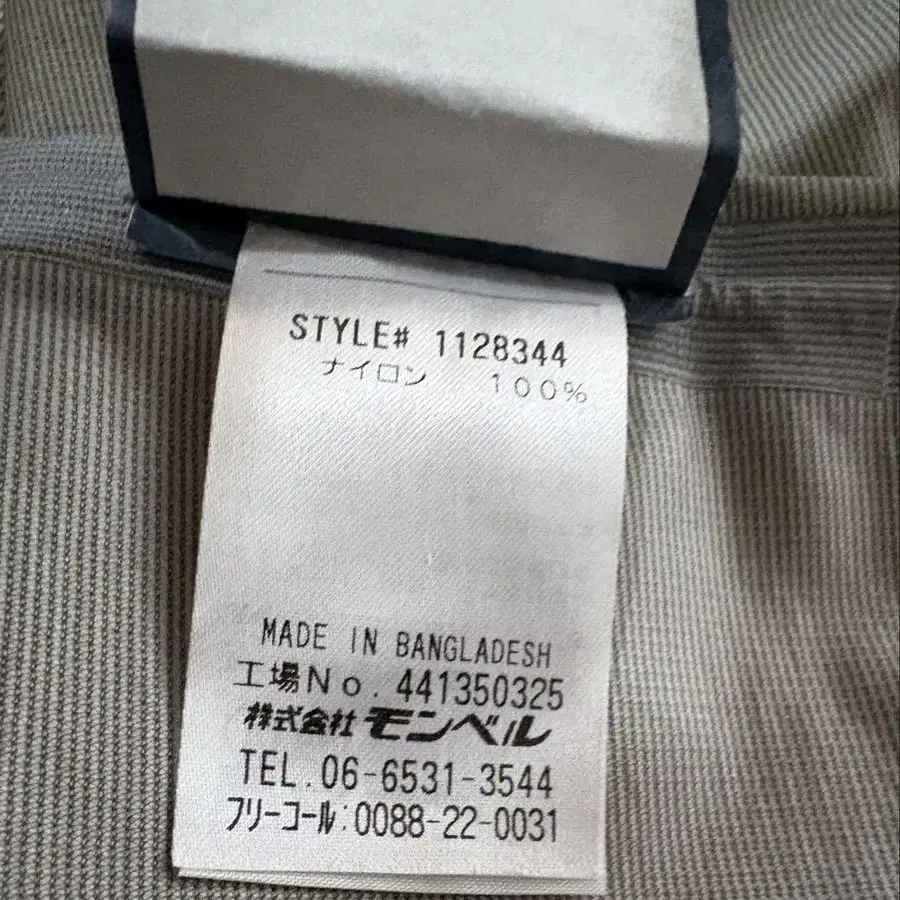 STYLE# 1128344
ナイロン 100%
MADE IN BANGLADESH
工場No. 441350325
株式会社 モンベル
TEL.06-6531-3544
フリーコール:0088-22-0031